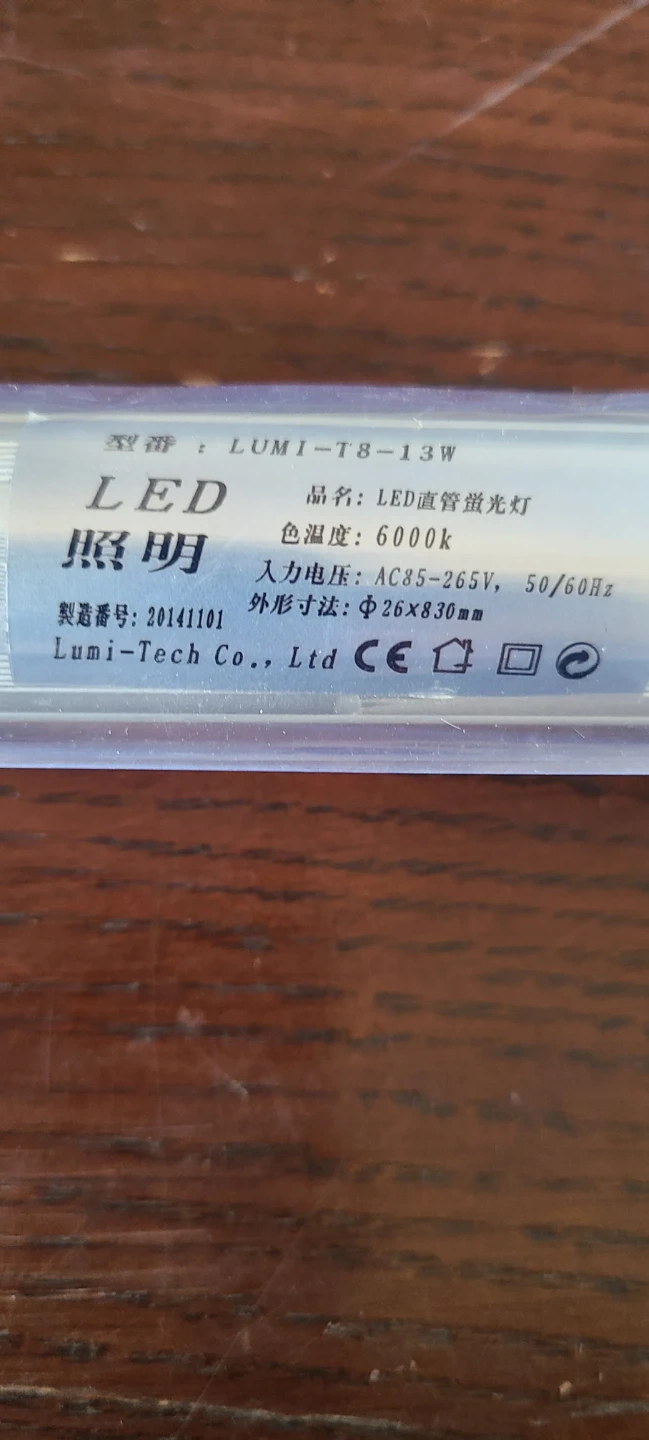 型番 : LUMI-T8-13W
LED
照明
品名: LED直管蛍光灯
色温度: 6000k
入力电压: AC85-265V, 50/60Hz
外形寸法: Φ26×830mm
製造番号: 20141101
Lumi-Tech Co., Ltd CE